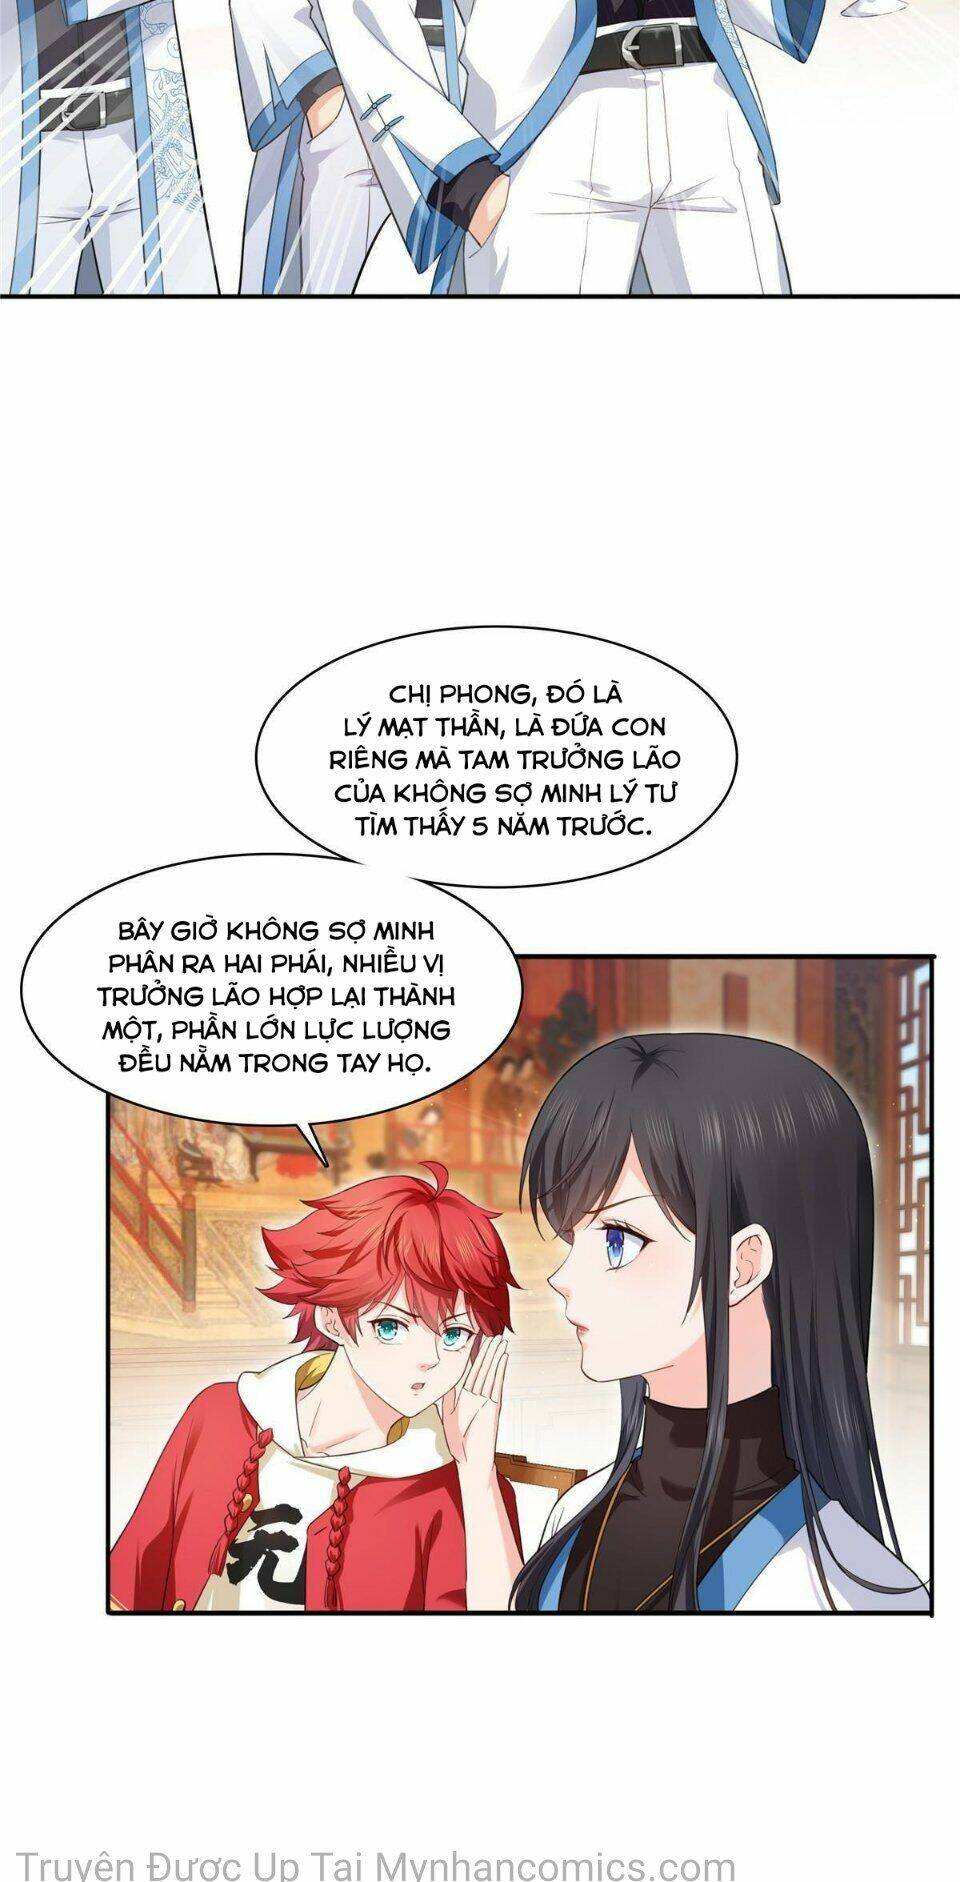 CHỊ PHONG, ĐÓ LÀ
LÝ MẠT THẦN, LÀ ĐỨA CON
RIÊNG MÀ TAM TRƯỞNG LÃO
CỦA KHÔNG SỢ MINH LÝ TƯ
TÌM THẤY 5 NĂM TRƯỚC.
BÂY GIỜ KHÔNG SỢ MINH
PHÂN RA HAI PHÁI, NHIỀU VỊ
TRƯỞNG LÃO HỢP LẠI THÀNH
MỘT, PHẦN LỚN LỰC LƯỢNG
ĐỀU NẰM TRONG TAY HỌ.
元
Truyện Được Up Tại Mynhancomics.com